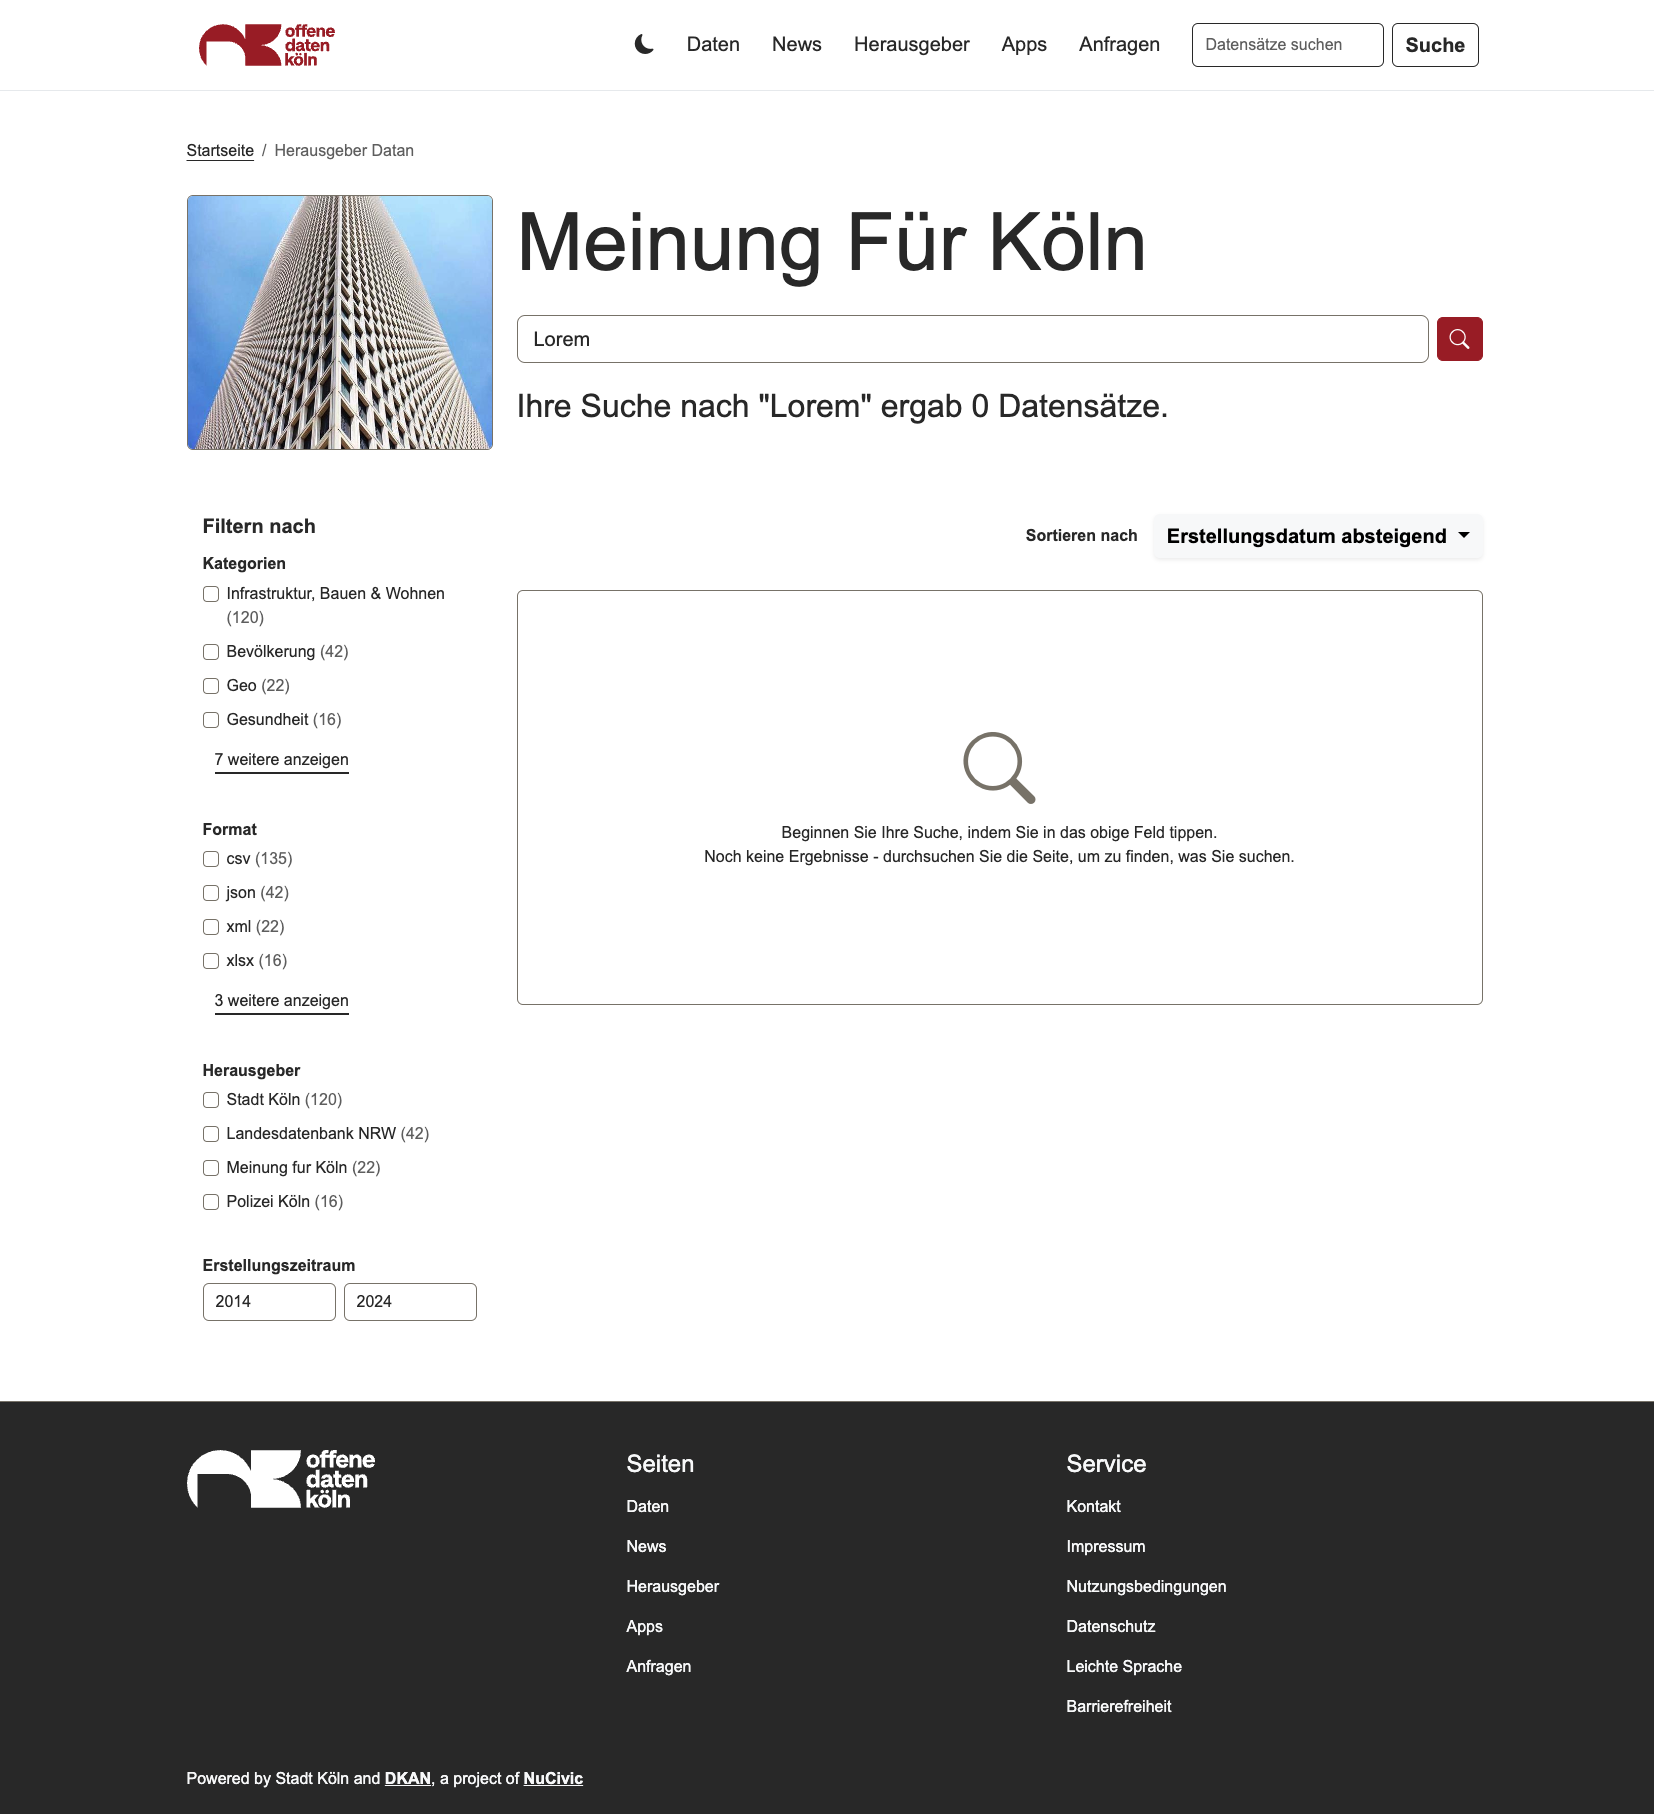 offene
daten
köln
Daten
News
Herausgeber
Apps
Anfragen
Datensätze suchen
Suche
Startseite / Herausgeber Datan
Meinung Für Köln
Lorem
Ihre Suche nach "Lorem" ergab 0 Datensätze.
Filtern nach
Kategorien
Infrastruktur, Bauen & Wohnen
(120)
Bevölkerung (42)
Geo (22)
Gesundheit (16)
7 weitere anzeigen
Format
csv (135)
json (42)
xml (22)
xlsx (16)
3 weitere anzeigen
Herausgeber
Stadt Köln (120)
Landesdatenbank NRW (42)
Meinung fur Köln (22)
Polizei Köln (16)
Erstellungszeitraum
2014
2024
Sortieren nach
Erstellungsdatum absteigend
Beginnen Sie Ihre Suche, indem Sie in das obige Feld tippen.
Noch keine Ergebnisse - durchsuchen Sie die Seite, um zu finden, was Sie suchen.
offene
daten
köln
Seiten
Daten
News
Herausgeber
Apps
Anfragen
Service
Kontakt
Impressum
Nutzungsbedingungen
Datenschutz
Leichte Sprache
Barrierefreiheit
Powered by Stadt Köln and DKAN, a project of NuCivic